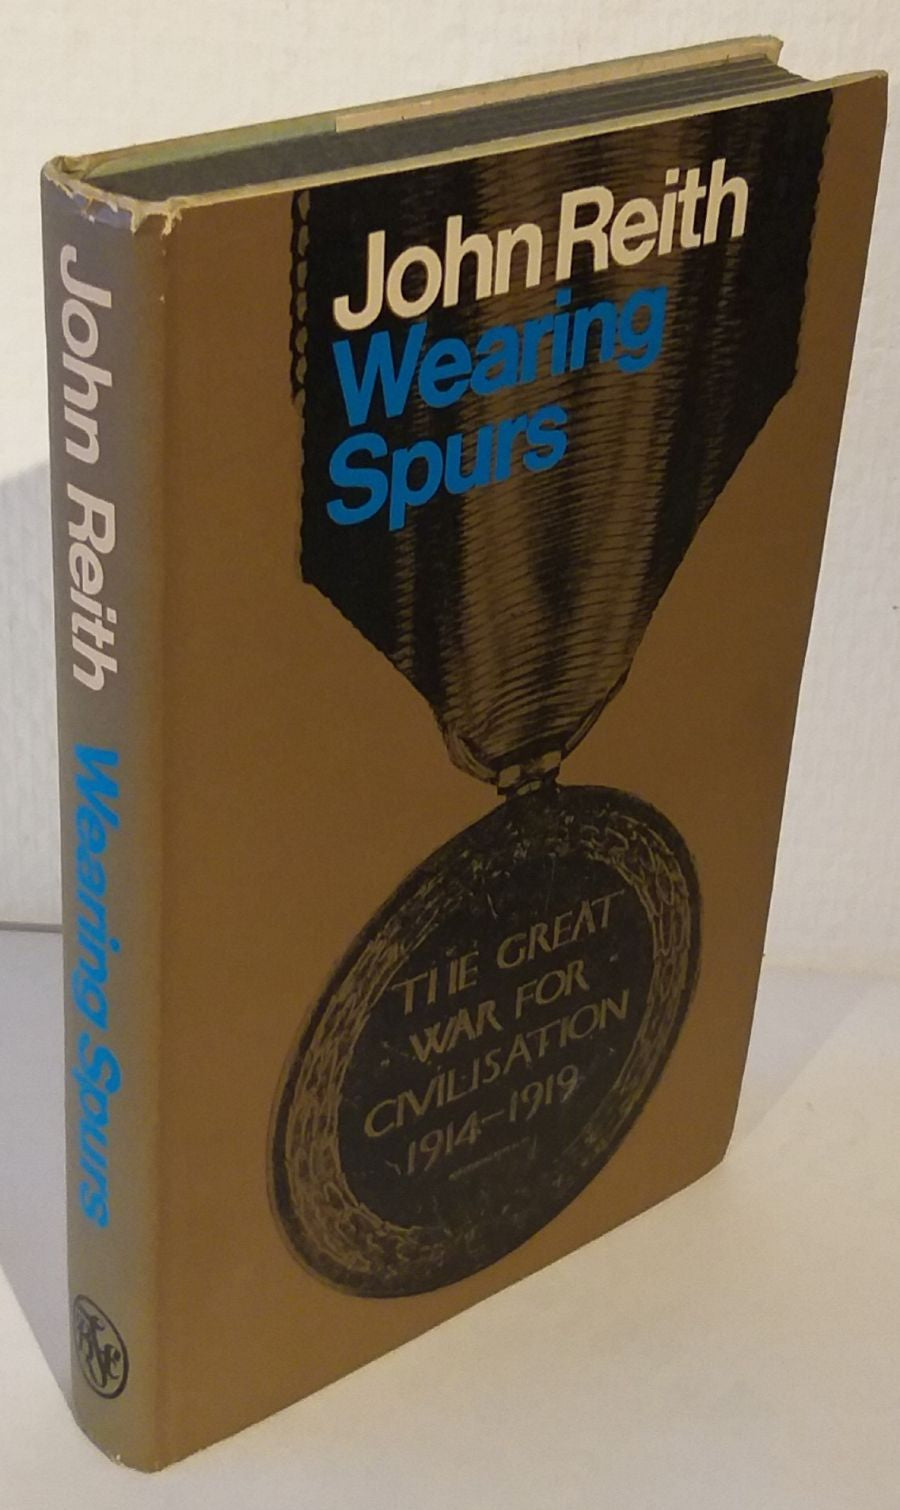 John Reith
Wearing
Spurs
THE GREAT
WAR FOR
CIVILISATION
1914-1919
John Reith Wearing Spurs